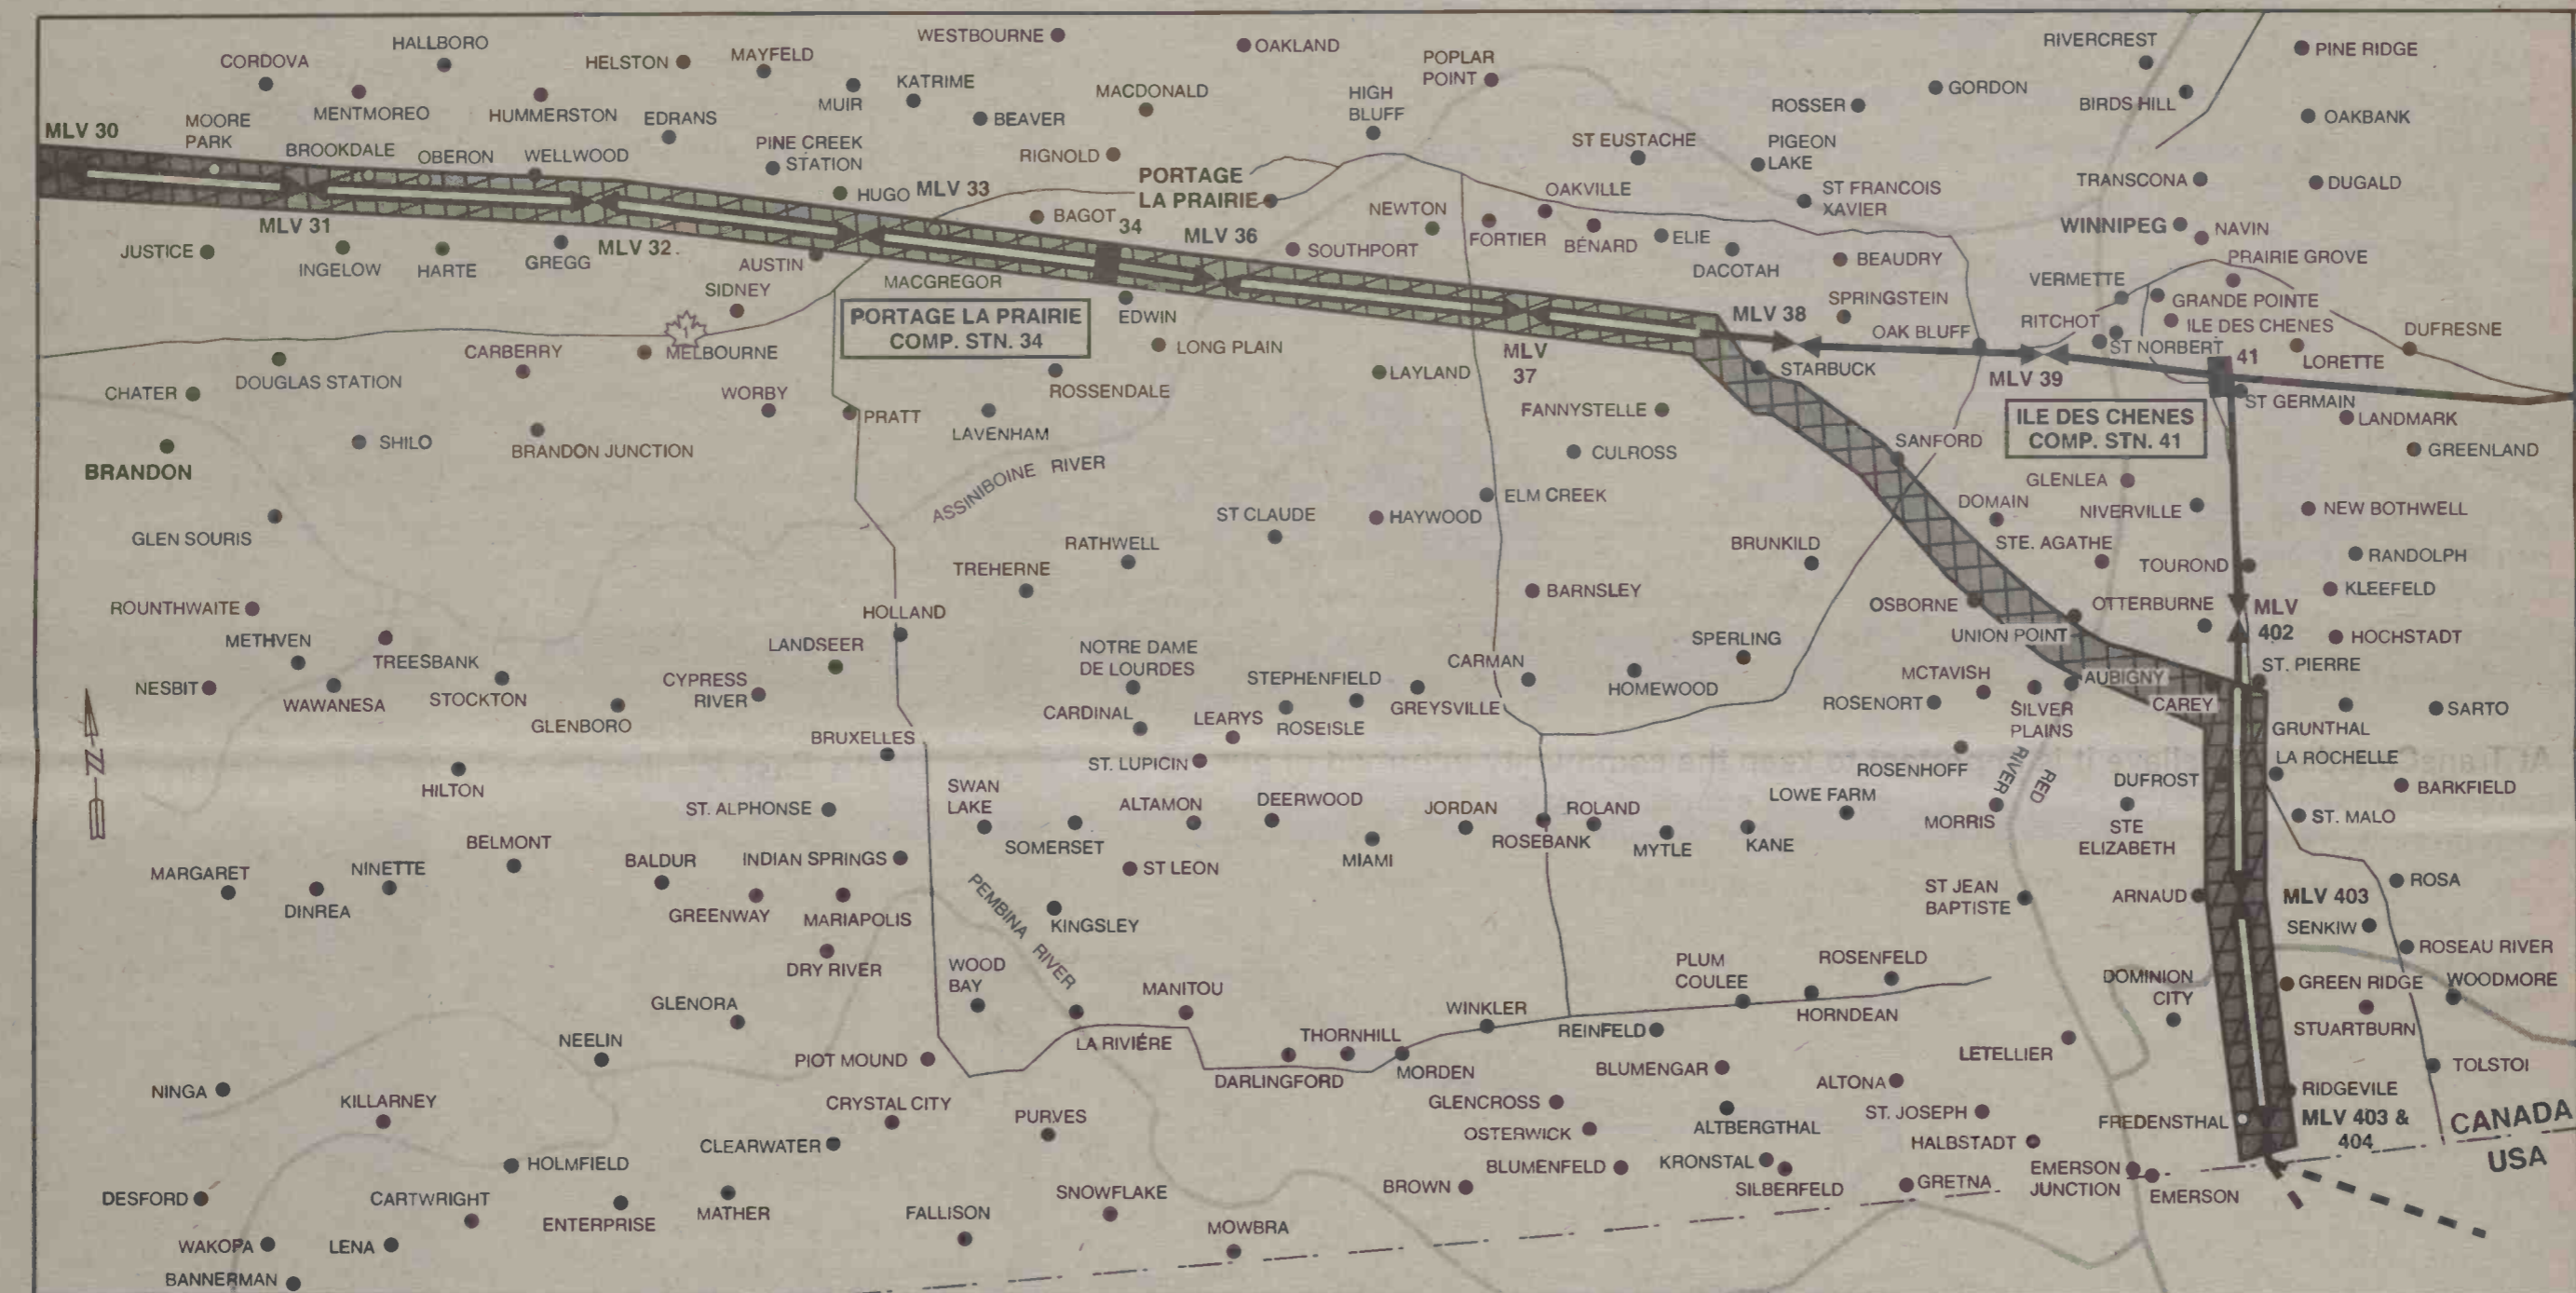 WESTBOURNE
OAKLAND
RIVERCREST
PINE RIDGE
HALLBORO
CORDOVA
HELSTON
MAYFELD
POPLAR
POINT
KATRIME
MUIR
MACDONALD
HIGH
BLUFF
GORDON
ROSSER
BIRDS HILL
OAKBANK
MENTMOREO
HUMMERSTON
EDRANS
BEAVER
MLV 30
MOORE
PARK
BROOKDALE
OBERON
WELLWOOD
PINE CREEK
STATION
RIGNOLD
ST EUSTACHE
PIGEON
LAKE
TRANSCONA
DUGALD
HUGO
MLV 33
PORTAGE
LA PRAIRIE
OAKVILLE
ST FRANCOIS
XAVIER
BAGOT
34
MLV 36
NEWTON
FORTIER
BÉNARD
ELIE
DACOTAH
WINNIPEG
NAVIN
MLV 31
JUSTICE
INGELOW
HARTE
GREGG
MLV 32
AUSTIN
SOUTHPORT
BEAUDRY
PRAIRIE GROVE
VERMETTE
SIDNEY
MACGREGOR
SPRINGSTEIN
GRANDE POINTE
PORTAGE LA PRAIRIE
COMP. STN. 34
EDWIN
MLV 38
OAK BLUFF
RITCHOT
ILE DES CHENES
DUFRESNE
1
CARBERRY
MELBOURNE
LONG PLAIN
MLV
37
STARBUCK
MLV 39
ST NORBERT
41
LORETTE
DOUGLAS STATION
CHATER
WORBY
ROSSENDALE
LAYLAND
ST GERMAIN
PRATT
LAVENHAM
FANNYSTELLE
ILE DES CHENES
COMP. STN. 41
LANDMARK
BRANDON
SHILO
BRANDON JUNCTION
CULROSS
SANFORD
GREENLAND
ASSINIBOINE RIVER
ELM CREEK
GLENLEA
DOMAIN
NIVERVILLE
NEW BOTHWELL
GLEN SOURIS
ST CLAUDE
HAYWOOD
BRUNKILD
STE. AGATHE
RANDOLPH
RATHWELL
TREHERNE
TOUROND
KLEEFELD
ROUNTHWAITE
HOLLAND
BARNSLEY
OSBORNE
OTTERBURNE
MLV
402
METHVEN
TREESBANK
LANDSEER
NOTRE DAME
DE LOURDES
SPERLING
UNION POINT
HOCHSTADT
NESBIT
WAWANESA
STOCKTON
CYPRESS
RIVER
STEPHENFIELD
CARMAN
HOMEWOOD
MCTAVISH
AUBIGNY
ST. PIERRE
GLENBORO
CARDINAL
LEARYS
ROSEISLE
GREYSVILLE
ROSENORT
SILVER
PLAINS
CAREY
SARTO
GRUNTHAL
BRUXELLES
ST. LUPICIN
ROSENHOFF
RED
RIVER
DUFROST
LA ROCHELLE
N
HILTON
ST. ALPHONSE
SWAN
LAKE
ALTAMON
DEERWOOD
JORDAN
ROLAND
LOWE FARM
BARKFIELD
SOMERSET
MIAMI
ROSEBANK
MYTLE
KANE
MORRIS
STE
ELIZABETH
ST. MALO
BELMONT
MARGARET
NINETTE
DINREA
BALDUR
INDIAN SPRINGS
ST LEON
ROSA
GREENWAY
MARIAPOLIS
PEMBINA RIVER
KINGSLEY
ST JEAN
BAPTISTE
ARNAUD
MLV 403
SENKIW
ROSEAU RIVER
DRY RIVER
WOOD
BAY
MANITOU
PLUM
COULEE
ROSENFELD
DOMINION
CITY
GREEN RIDGE
WOODMORE
GLENORA
WINKLER
HORNDEAN
STUARTBURN
NEELIN
PIOT MOUND
LA RIVIÉRE
THORNHILL
REINFELD
LETELLIER
DARLINGFORD
MORDEN
BLUMENGAR
ALTONA
TOLSTOI
NINGA
KILLARNEY
CRYSTAL CITY
PURVES
GLENCROSS
ST. JOSEPH
RIDGEVILE
FREDENSTHAL
MLV 403 &
404
CANADA
CLEARWATER
OSTERWICK
ALTBERGTHAL
HALBSTADT
USA
HOLMFIELD
BLUMENFELD
KRONSTAL
SILBERFELD
GRETNA
EMERSON
JUNCTION
EMERSON
DESFORD
CARTWRIGHT
ENTERPRISE
MATHER
SNOWFLAKE
BROWN
FALLISON
MOWBRA
WAKOPA
LENA
BANNERMAN